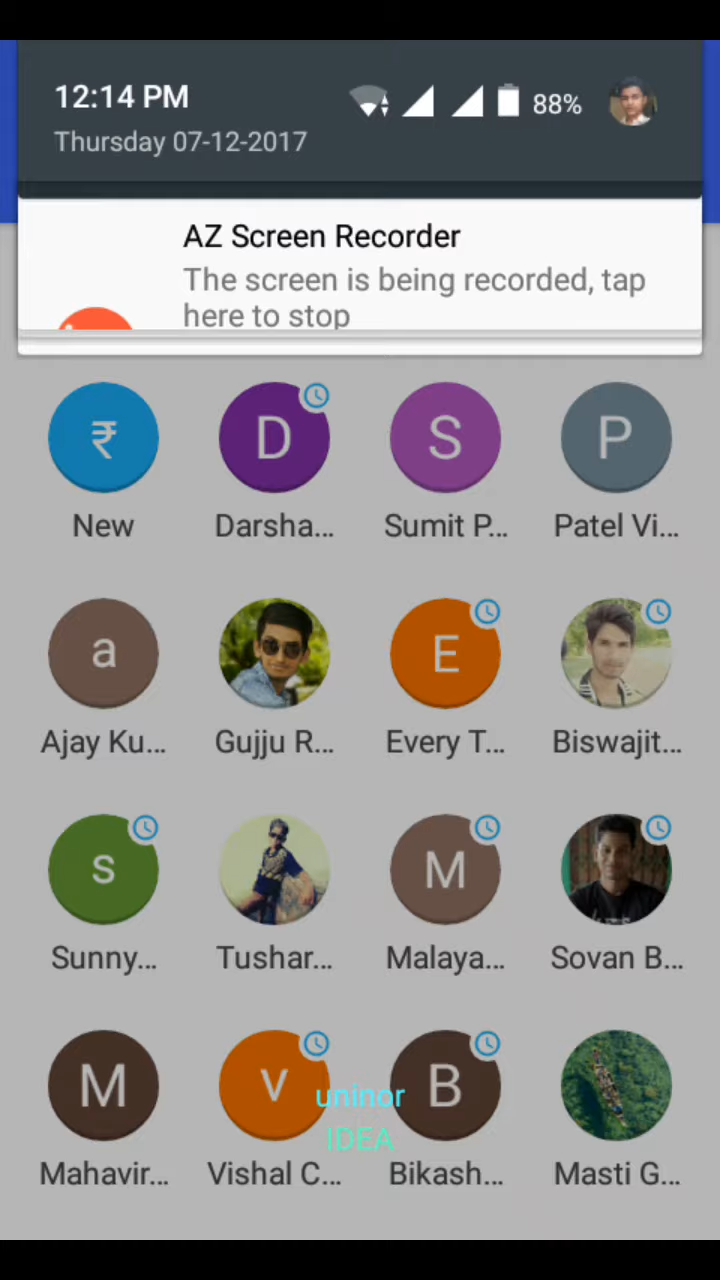 12:14 PM
88%
Thursday 07-12-2017
AZ Screen Recorder
The screen is being recorded, tap
here to stop
₹
D
S
P
New
Darsha...
Sumit P...
Patel Vi...
a
E
Ajay Ku...
Gujju R...
Every T...
Biswajit...
s
M
Sunny...
Tushar...
Malaya...
Sovan B...
M
v
B
uninor
IDEA
Mahavir...
Vishal C...
Bikash...
Masti G...